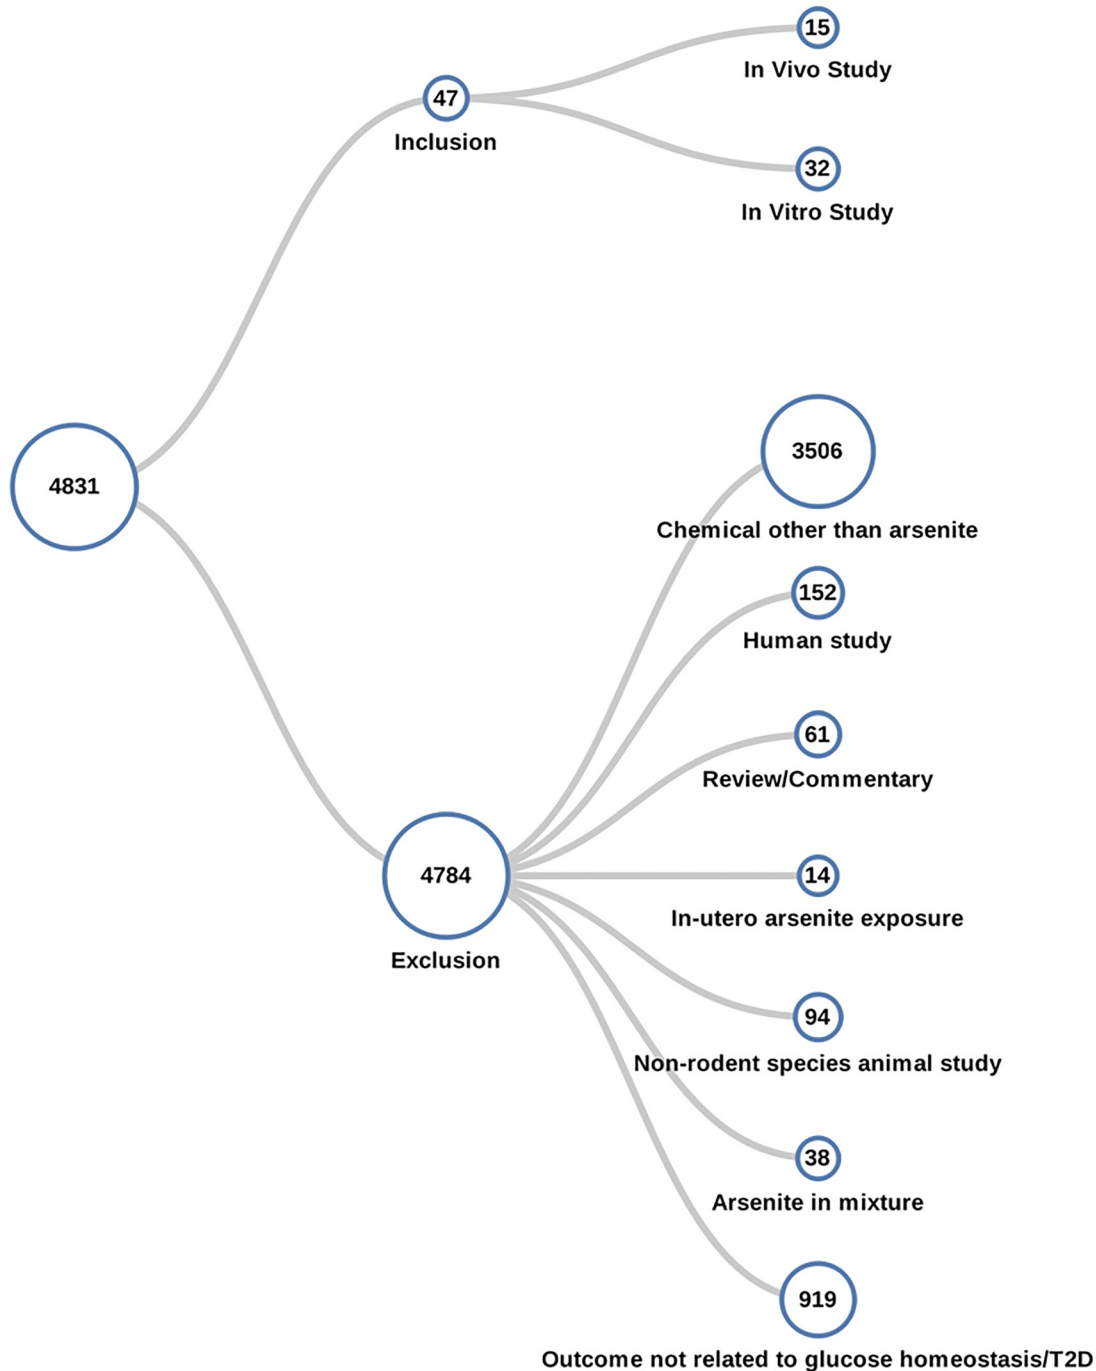 15
In Vivo Study
47
Inclusion
32
In Vitro Study
4831
3506
Chemical other than arsenite
152
Human study
61
Review/Commentary
4784
Exclusion
14
In-utero arsenite exposure
94
Non-rodent species animal study
38
Arsenite in mixture
919
Outcome not related to glucose homeostasis/T2D